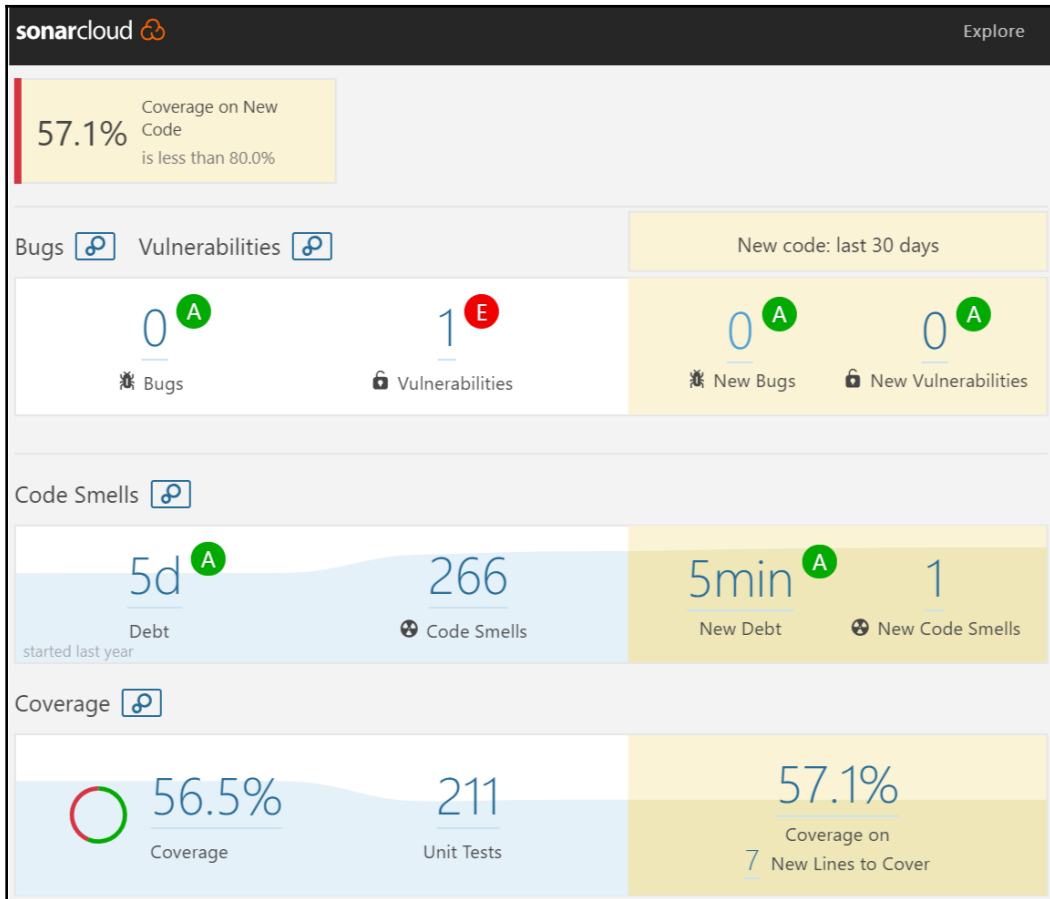 sonarcloud
Explore
57.1%
Coverage on New
Code
is less than 80.0%
Bugs Vulnerabilities
New code: last 30 days
0 A
1 E
0 A
0 A
Bugs
Vulnerabilities
New Bugs
New Vulnerabilities
Code Smells
5d A
266
5min A
1
Debt
Code Smells
New Debt
New Code Smells
started last year
Coverage
56.5%
211
57.1%
Coverage
Unit Tests
Coverage on
7 New Lines to Cover